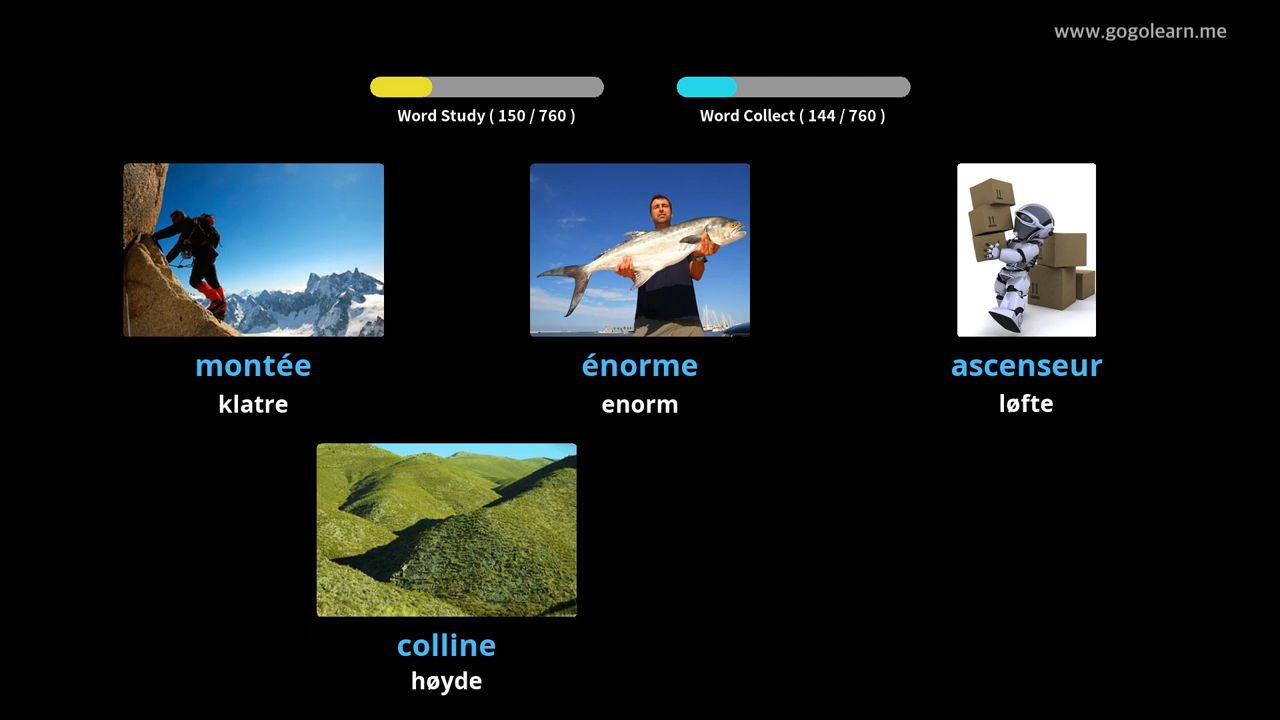 www.gogolearn.me
Word Study ( 150 / 760 )
Word Collect ( 144 / 760 )
montée
klatre
énorme
enorm
ascenseur
løfte
colline
høyde